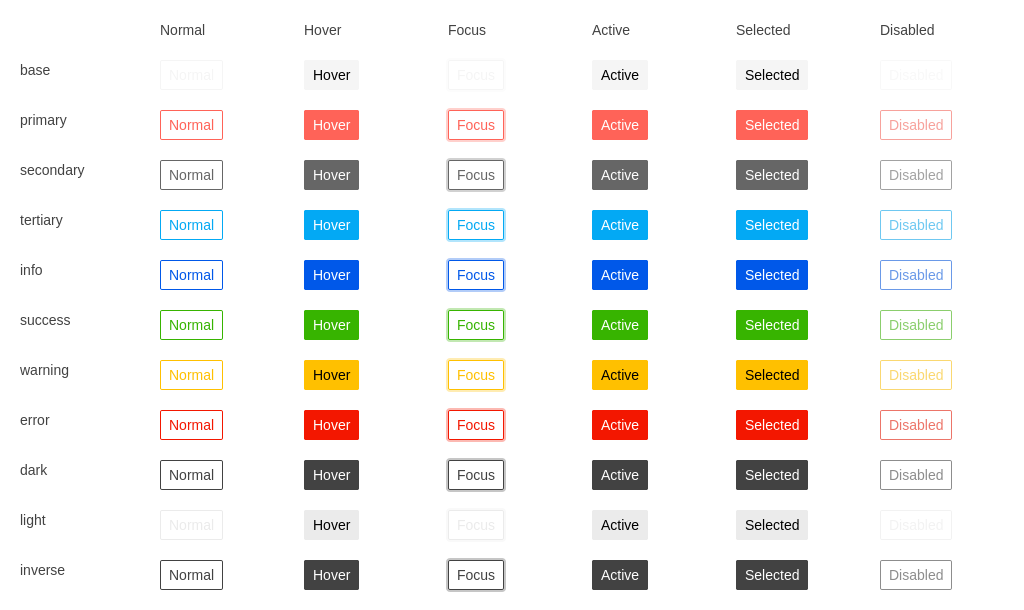 Normal Hover Focus Active Selected Disabled
base Normal Hover Focus Active Selected Disabled
primary Normal Hover Focus Active Selected Disabled
secondary Normal Hover Focus Active Selected Disabled
tertiary Normal Hover Focus Active Selected Disabled
info Normal Hover Focus Active Selected Disabled
success Normal Hover Focus Active Selected Disabled
warning Normal Hover Focus Active Selected Disabled
error Normal Hover Focus Active Selected Disabled
dark Normal Hover Focus Active Selected Disabled
light Normal Hover Focus Active Selected Disabled
inverse Normal Hover Focus Active Selected Disabled